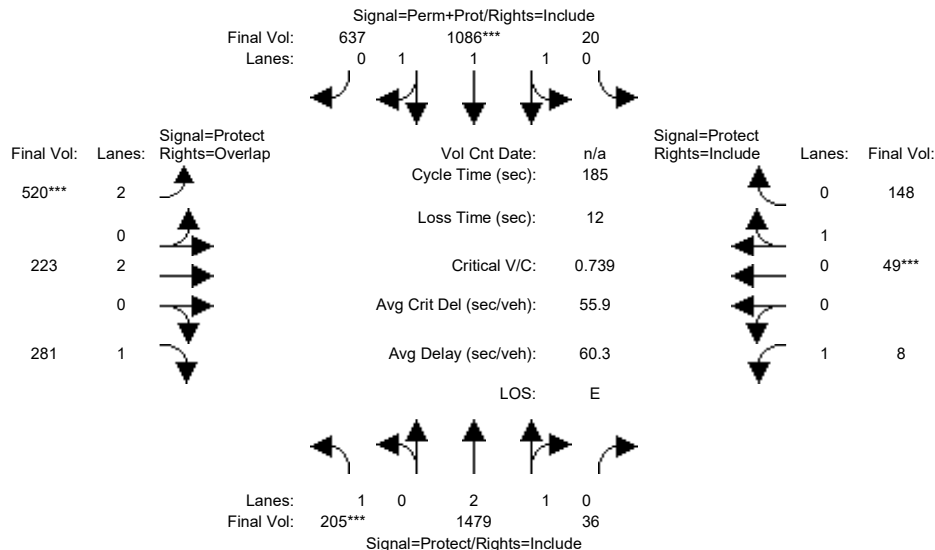 Signal=Perm+Prot/Rights=Include
Final Vol: 637 1086*** 20
Lanes: 0 1 1 1 0
Signal=Protect
Final Vol: Lanes: Rights=Overlap
Vol Cnt Date: n/a
Signal=Protect
Rights=Include Lanes: Final Vol:
Cycle Time (sec): 185
520*** 2
0 148
Loss Time (sec): 12
0
1
223 2
Critical V/C: 0.739
0 49***
0
Avg Crit Del (sec/veh): 55.9
0
281 1
Avg Delay (sec/veh): 60.3
1 8
LOS: E
Lanes: 1 0 2 1 0
Final Vol: 205*** 1479 36
Signal=Protect/Rights=Include